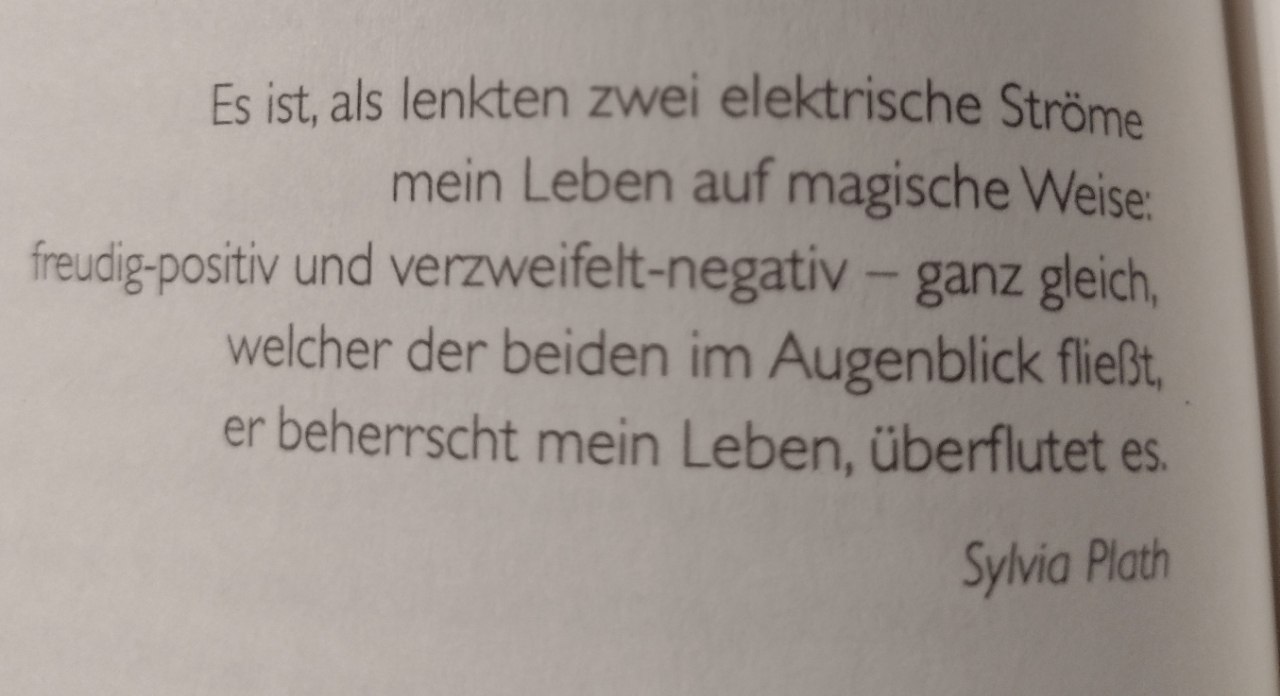 Es ist, als lenkten zwei elektrische Ströme
mein Leben auf magische Weise:
freudig-positiv und verzweifelt-negativ – ganz gleich,
welcher der beiden im Augenblick fließt,
er beherrscht mein Leben, überflutet es.
Sylvia Plath